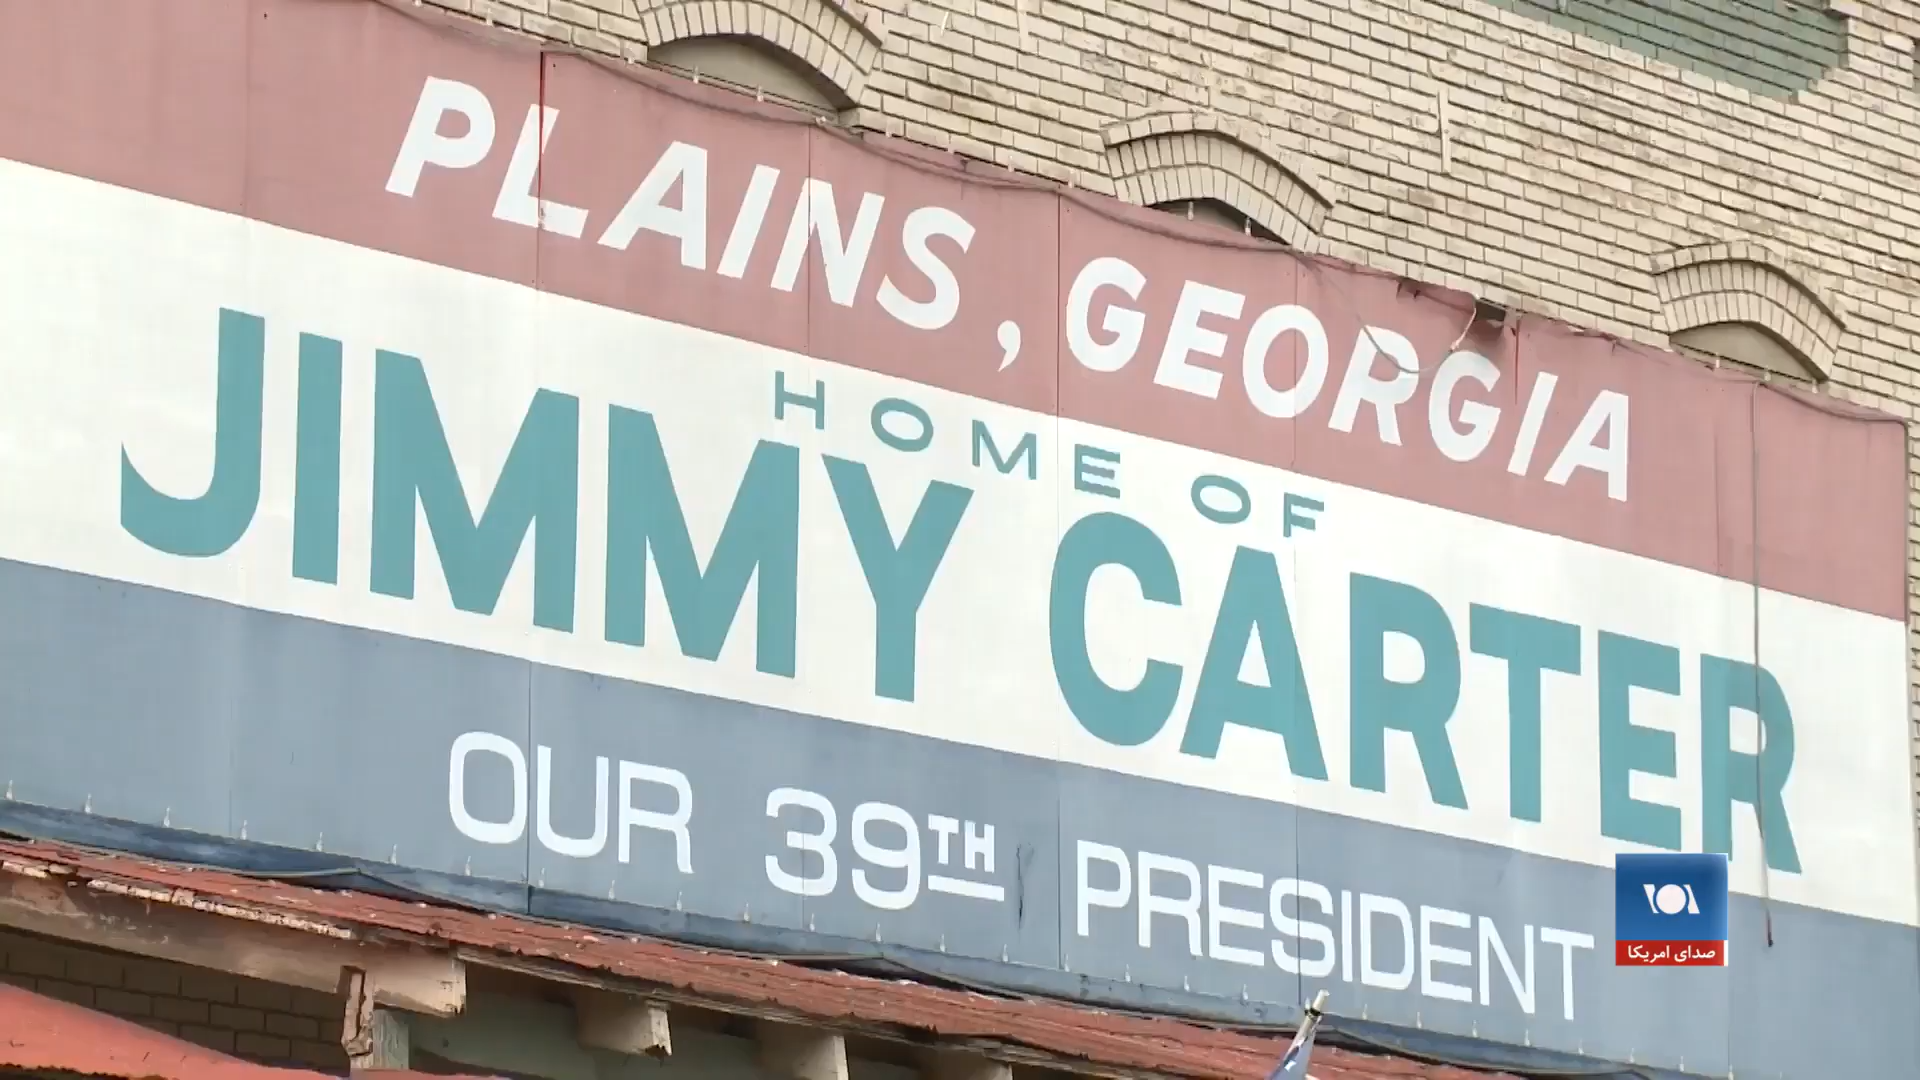 PLAINS, GEORGIA
HOME OF
JIMMY CARTER
OUR 39TH PRESIDENT
VOA
صدای امریکا